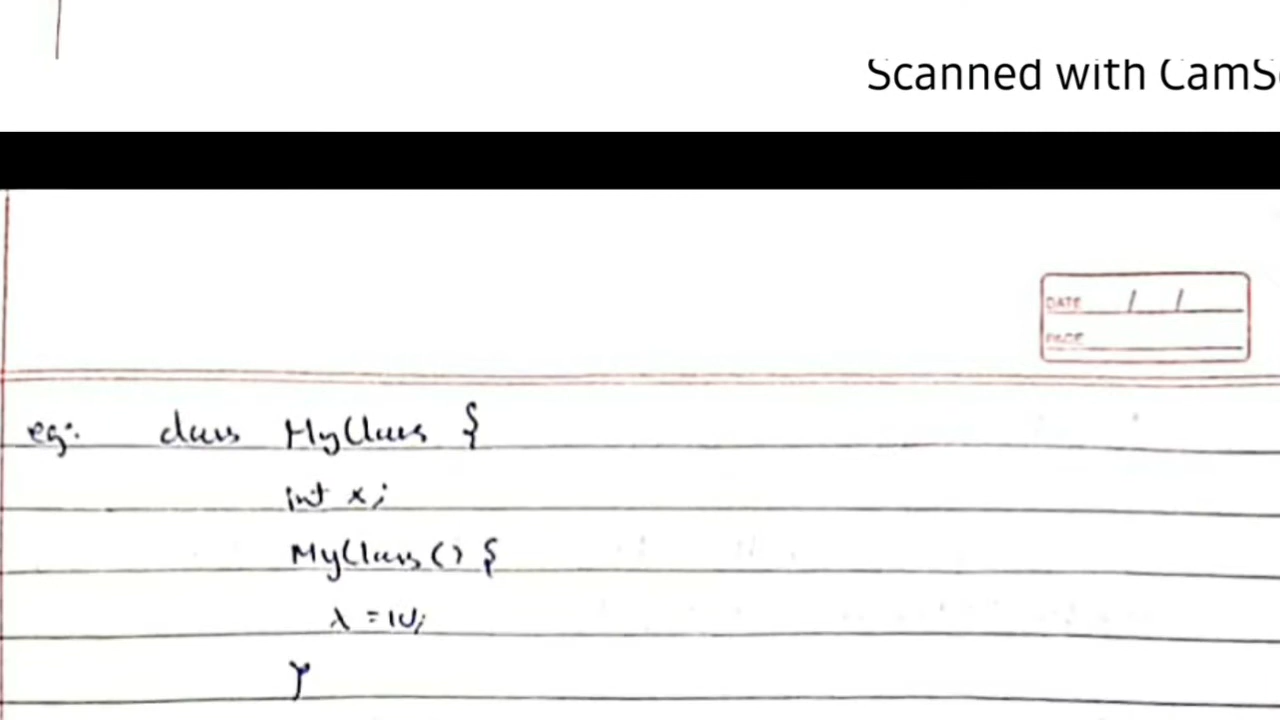 Scanned with CamS
DATE / /
PAGE
eg:. class MyClass {
int x;
MyClass() {
x = 10;
}